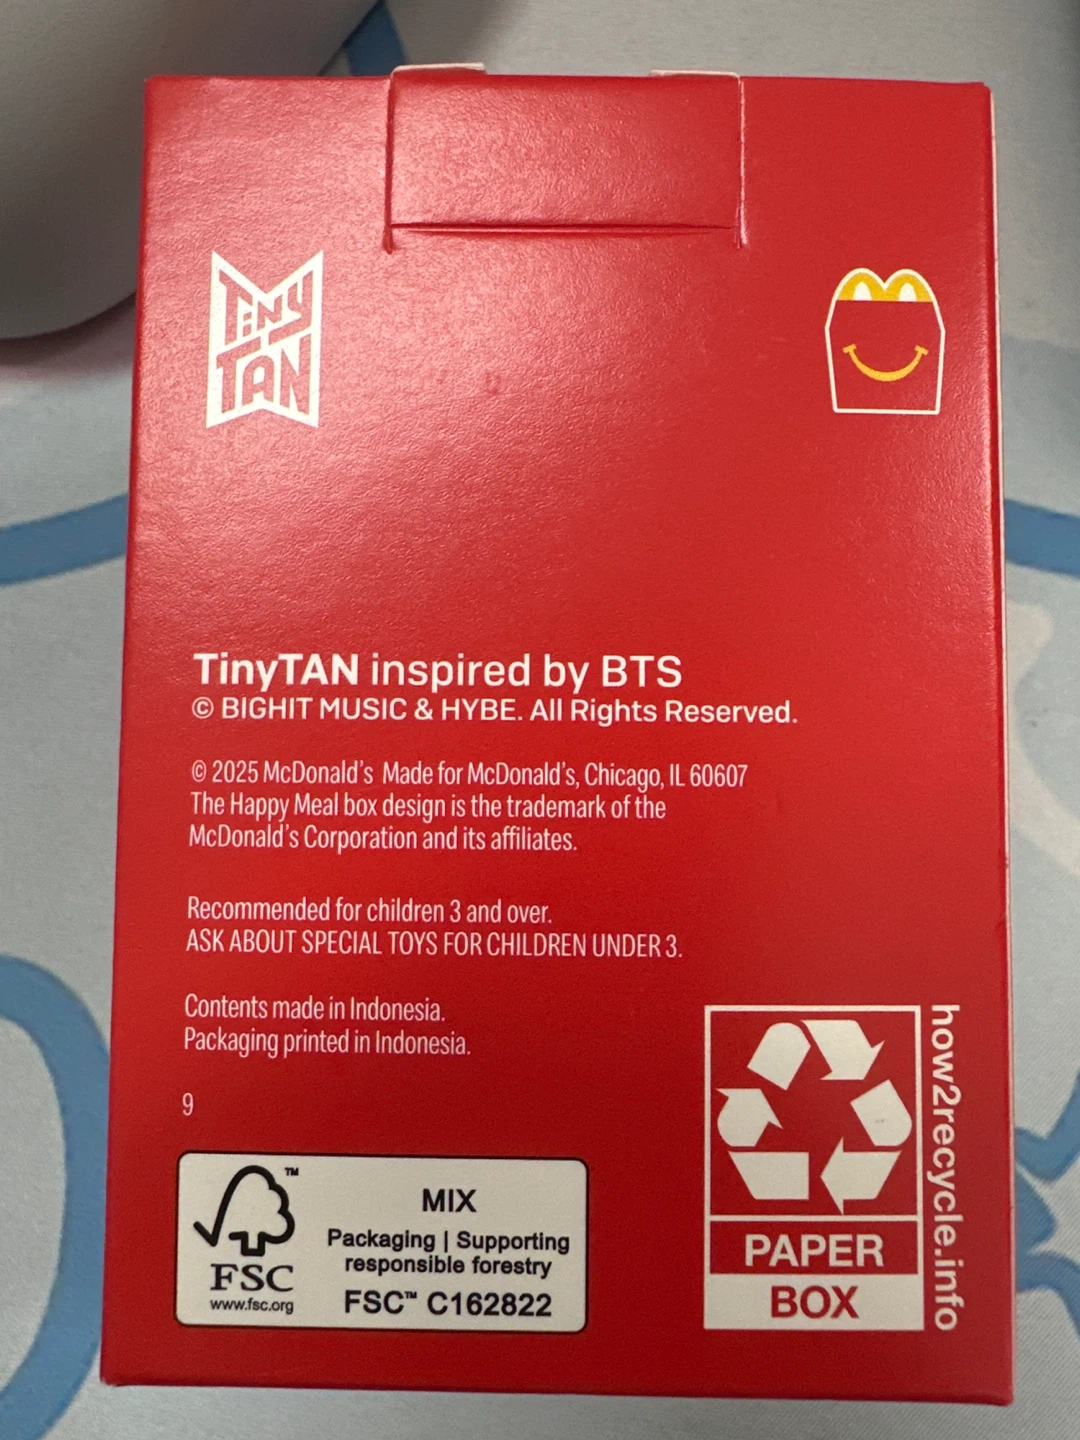 TiNY
TAN
TinyTAN inspired by BTS
© BIGHIT MUSIC & HYBE. All Rights Reserved.
© 2025 McDonald's Made for McDonald's, Chicago, IL 60607
The Happy Meal box design is the trademark of the
McDonald's Corporation and its affiliates.
Recommended for children 3 and over.
ASK ABOUT SPECIAL TOYS FOR CHILDREN UNDER 3.
Contents made in Indonesia.
Packaging printed in Indonesia.
9
FSC
www.fsc.org
™
MIX
Packaging | Supporting
responsible forestry
FSC™ C162822
PAPER
BOX
how2recycle.info